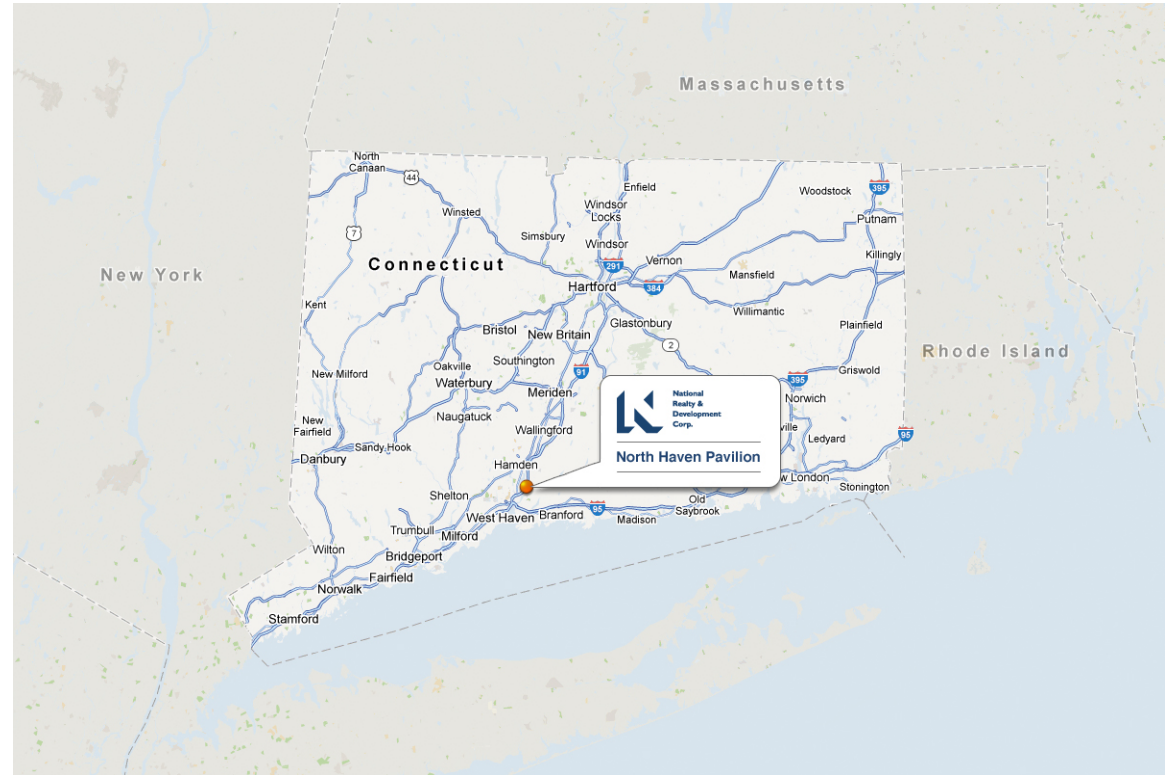 Massachusetts
North
Canaan
44
Enfield
Woodstock
395
Windsor
Locks
Winsted
Putnam
7
Simsbury
Windsor
Connecticut
291
Vernon
Killingly
New York
Mansfield
384
Hartford
Kent
Willimantic
Glastonbury
Plainfield
Bristol
New Britain
2
Rhode Island
Southington
Oakville
New Milford
91
Griswold
Waterbury
395
Meriden
National
Realty &
Development
Corp.
Norwich
Naugatuck
New
Fairfield
Wallingford
ville
Ledyard
95
Sandy Hook
North Haven Pavilion
Danbury
Hamden
w London
Stonington
Shelton
Old
Saybrook
95
West Haven
Branford
Madison
Trumbull
Milford
Wilton
Bridgeport
Fairfield
Norwalk
Stamford